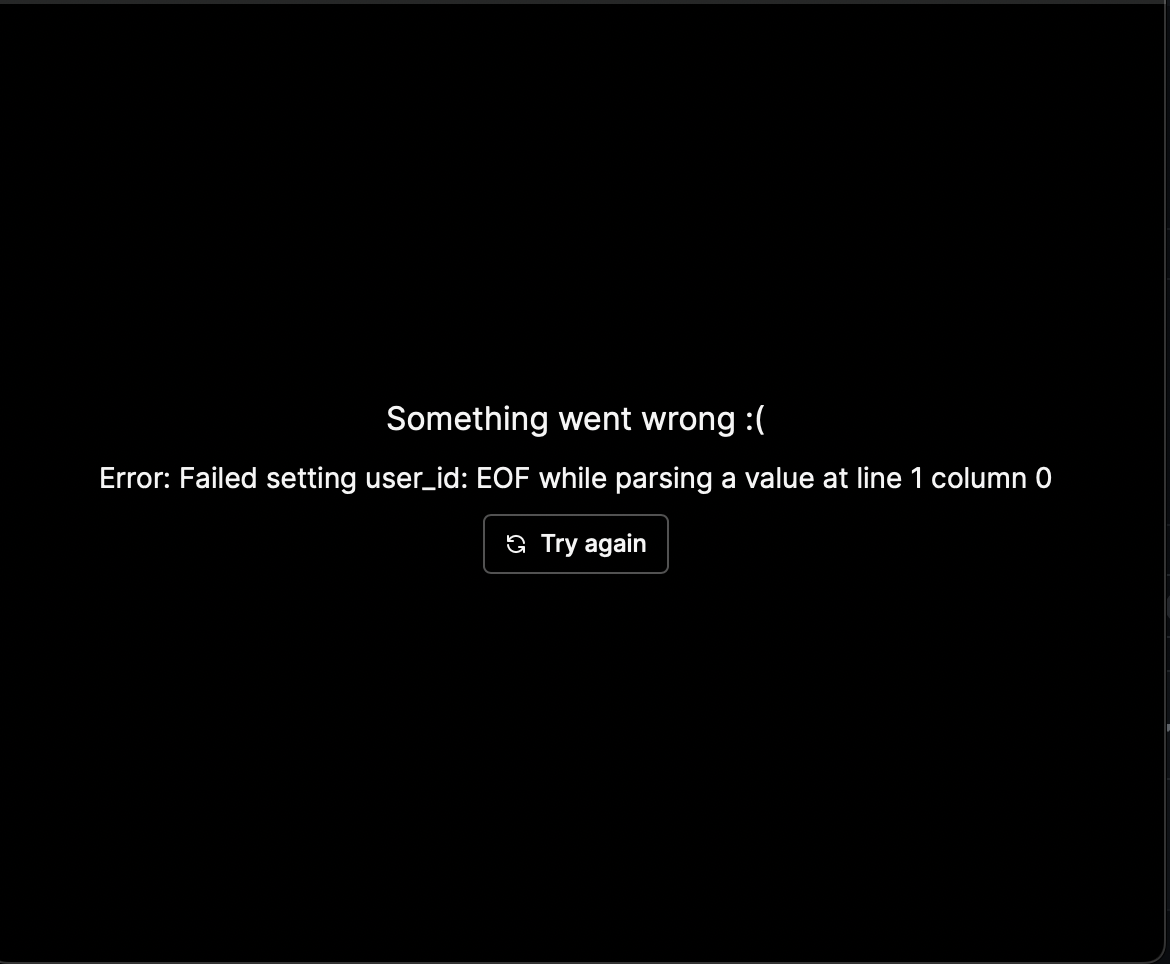 Something went wrong :(
Error: Failed setting user_id: EOF while parsing a value at line 1 column 0
Try again